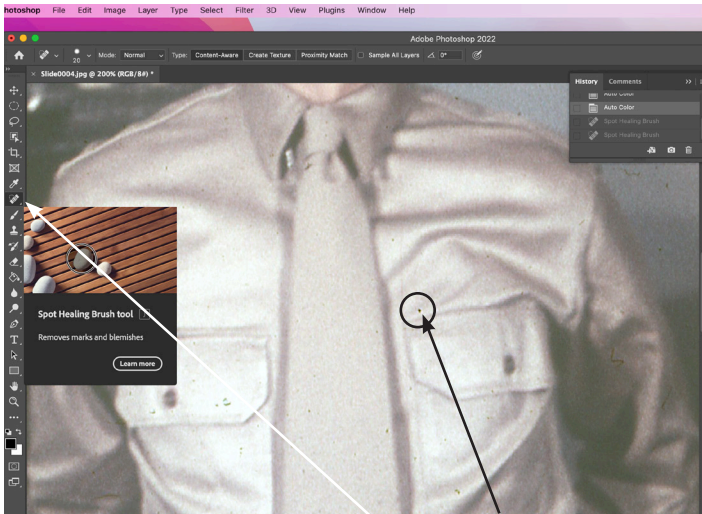 hotoshop File Edit Image Layer Type Select Filter 3D View Plugins Window Help
Adobe Photoshop 2022
20 Mode: Normal Type: Content-Aware Create Texture Proximity Match Sample All Layers 0°
× Slide0004.jpg @ 200% (RGB/8#) *
History Comments
Auto Color
Auto Color
Spot Healing Brush
Spot Healing Brush
Spot Healing Brush tool
Removes marks and blemishes
Learn more